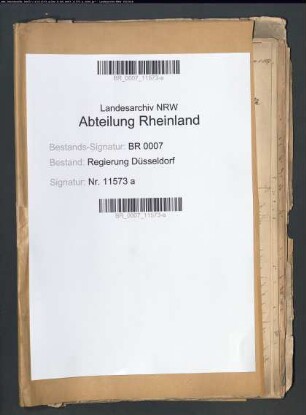 BR_0007_11573-a
Landesarchiv NRW
Abteilung Rheinland
Bestands-Signatur: BR 0007
Bestand: Regierung Düsseldorf
Signatur: Nr. 11573 a
BR_0007_11573-a